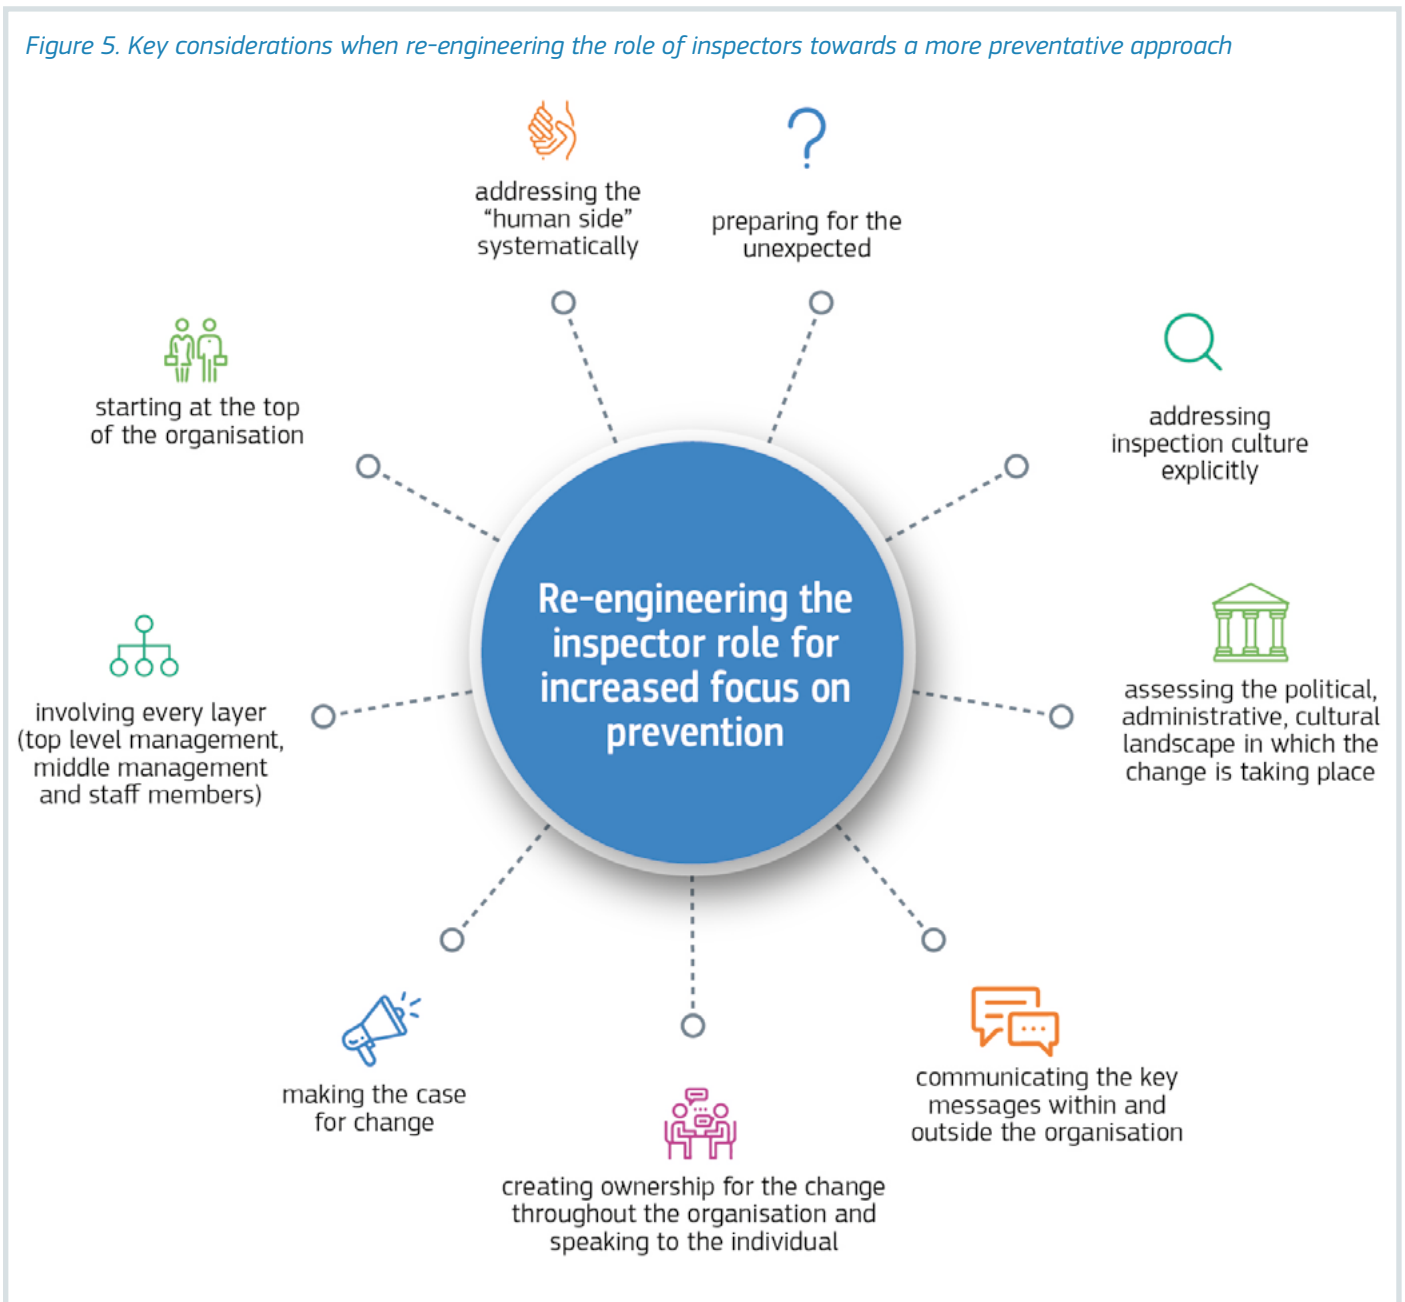 Figure 5. Key considerations when re-engineering the role of inspectors towards a more preventative approach
addressing the
“human side”
systematically
preparing for the
unexpected
starting at the top
of the organisation
addressing
inspection culture
explicitly
Re-engineering the
inspector role for
increased focus on
prevention
involving every layer
(top level management,
middle management
and staff members)
assessing the political,
administrative, cultural
landscape in which the
change is taking place
making the case
for change
communicating the key
messages within and
outside the organisation
creating ownership for the change
throughout the organisation and
speaking to the individual